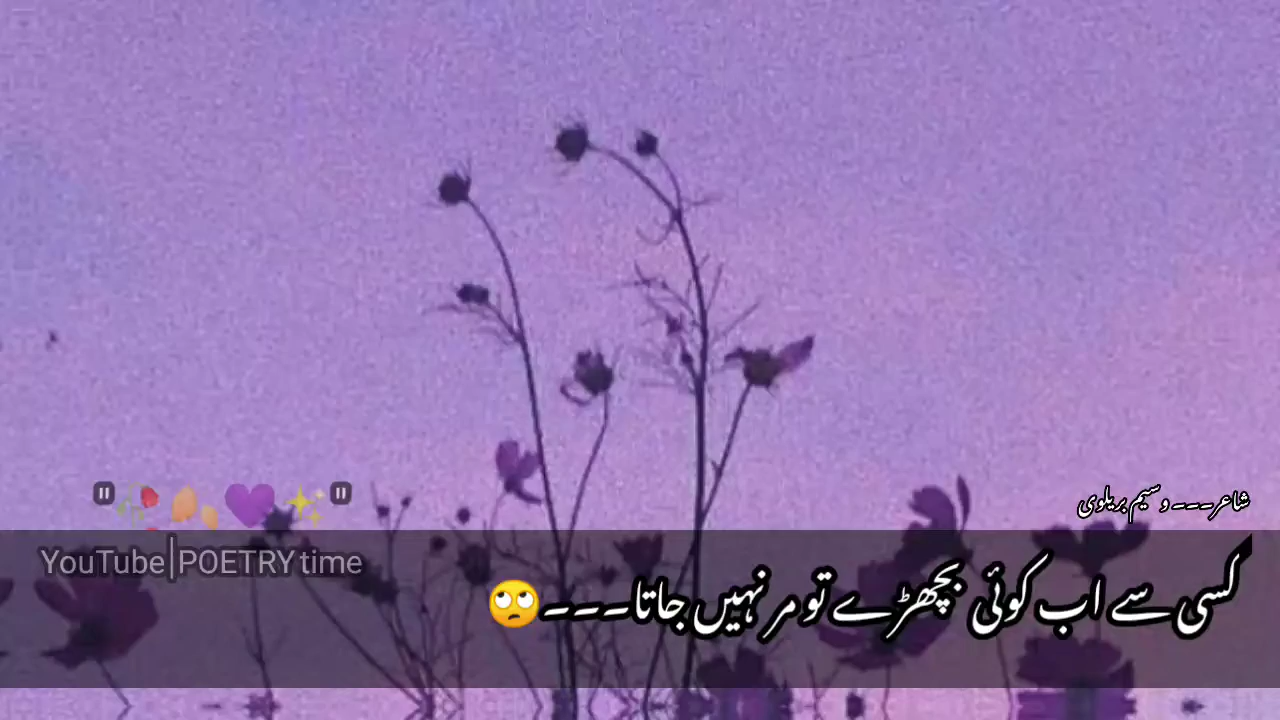 "🥀🍂💜✨"
شاعر۔۔۔ وسیم بریلوی
YouTube|POETRY time
کسی سے اب کوئی بچھڑے تو مر نہیں جاتا۔۔۔🙄